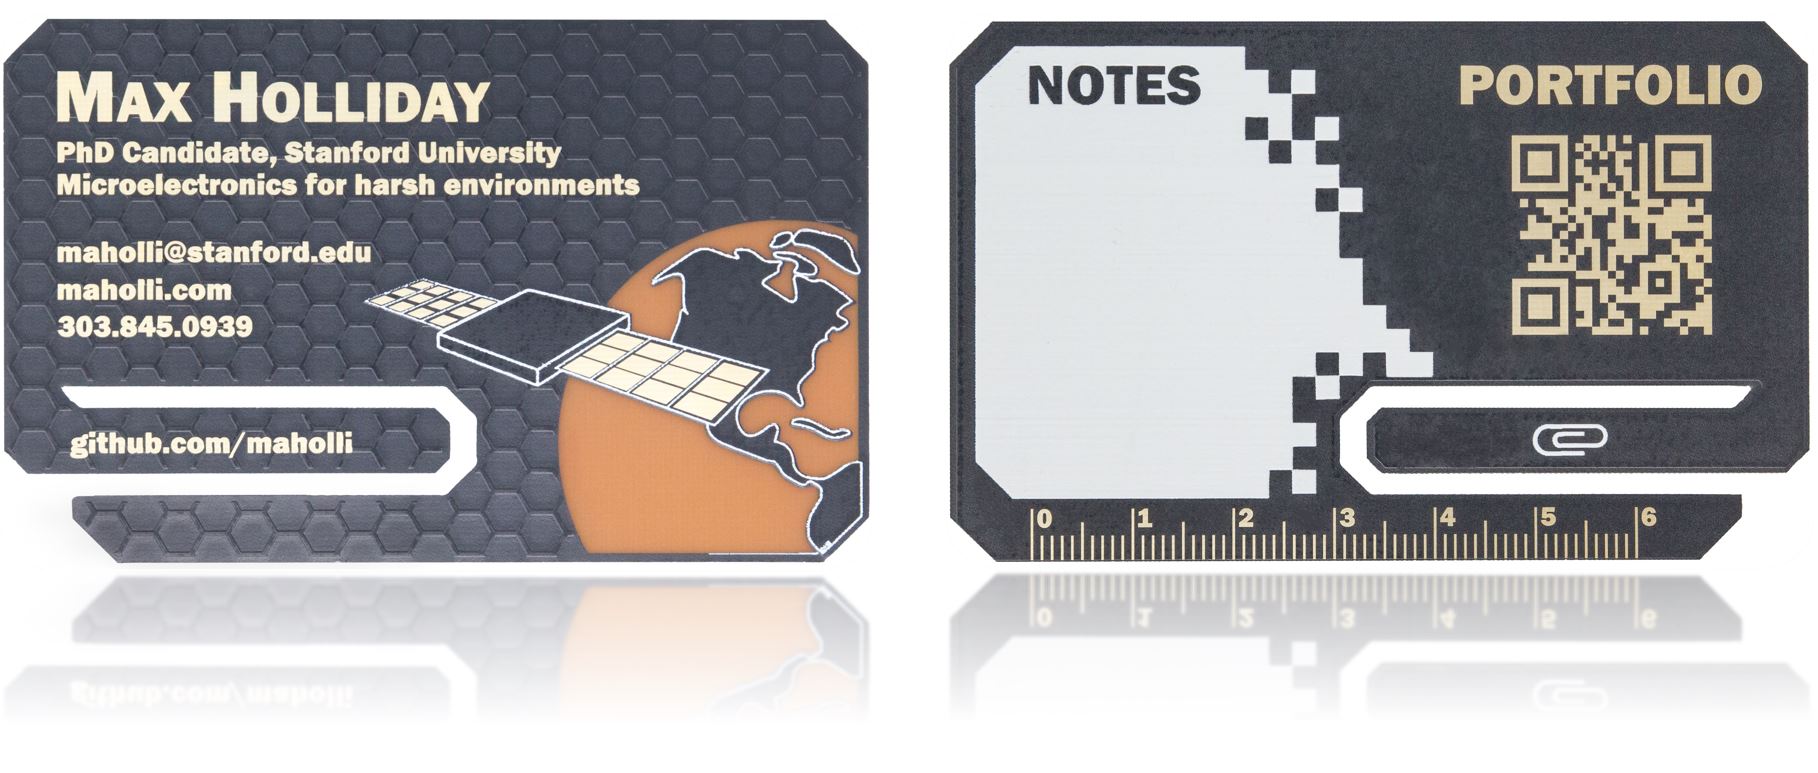 MAX HOLLIDAY
PhD Candidate, Stanford University
Microelectronics for harsh environments
maholli@stanford.edu
maholli.com
303.845.0939
github.com/maholli
NOTES
PORTFOLIO
0 1 2 3 4 5 6